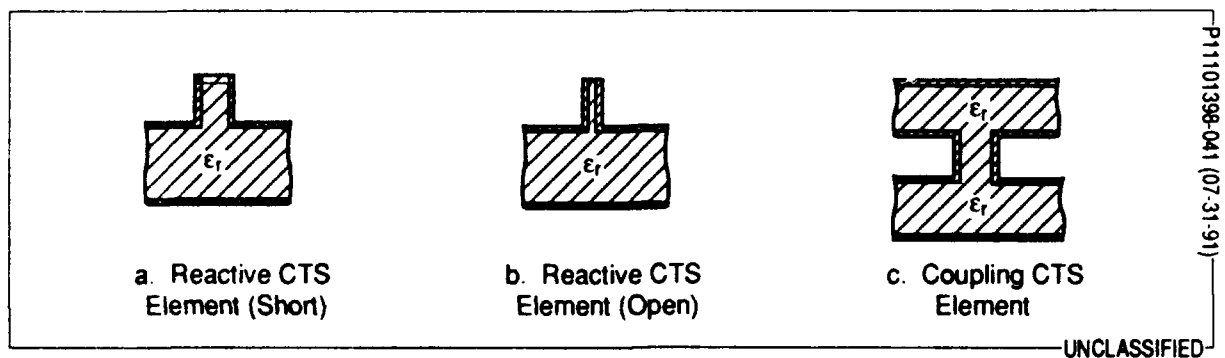 εr
εr
εr
εr
a. Reactive CTS
Element (Short)
b. Reactive CTS
Element (Open)
c. Coupling CTS
Element
P11101398-041 (07-31-91)
UNCLASSIFIED